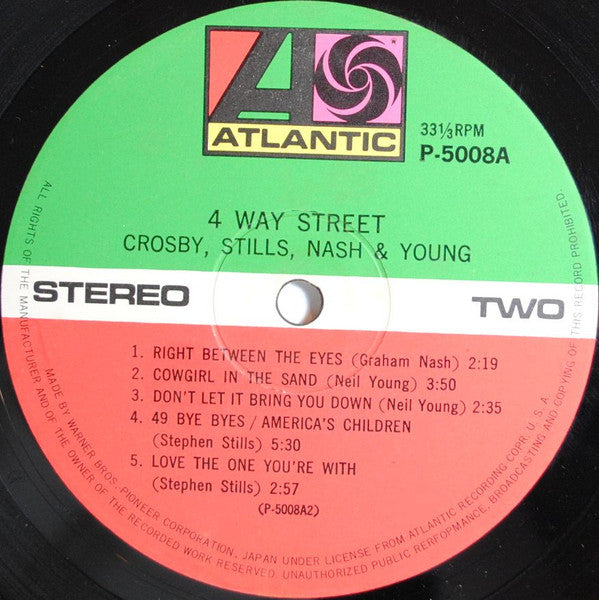 ATLANTIC
33⅓RPM
P-5008A
4 WAY STREET
CROSBY, STILLS, NASH & YOUNG
STEREO
TWO
1. RIGHT BETWEEN THE EYES (Graham Nash) 2:19
2. COWGIRL IN THE SAND (Neil Young) 3:50
3. DON'T LET IT BRING YOU DOWN (Neil Young) 2:35
4. 49 BYE BYES / AMERICA'S CHILDREN
(Stephen Stills) 5:30
5. LOVE THE ONE YOU'RE WITH
(Stephen Stills) 2:57
(P-5008A2)
MADE BY WARNER BROS.-PIONEER CORPORATION, JAPAN UNDER LICENSE FROM ATLANTIC RECORDING CORP. U. S. A.
ALL RIGHTS OF THE MANUFACTURER AND OF THE OWNER OF THE RECORDED WORK RESERVED. UNAUTHORIZED PUBLIC PERFOPMANCE, BROADCASTING AND COPYING OF THIS RECORD PROHIBITED.